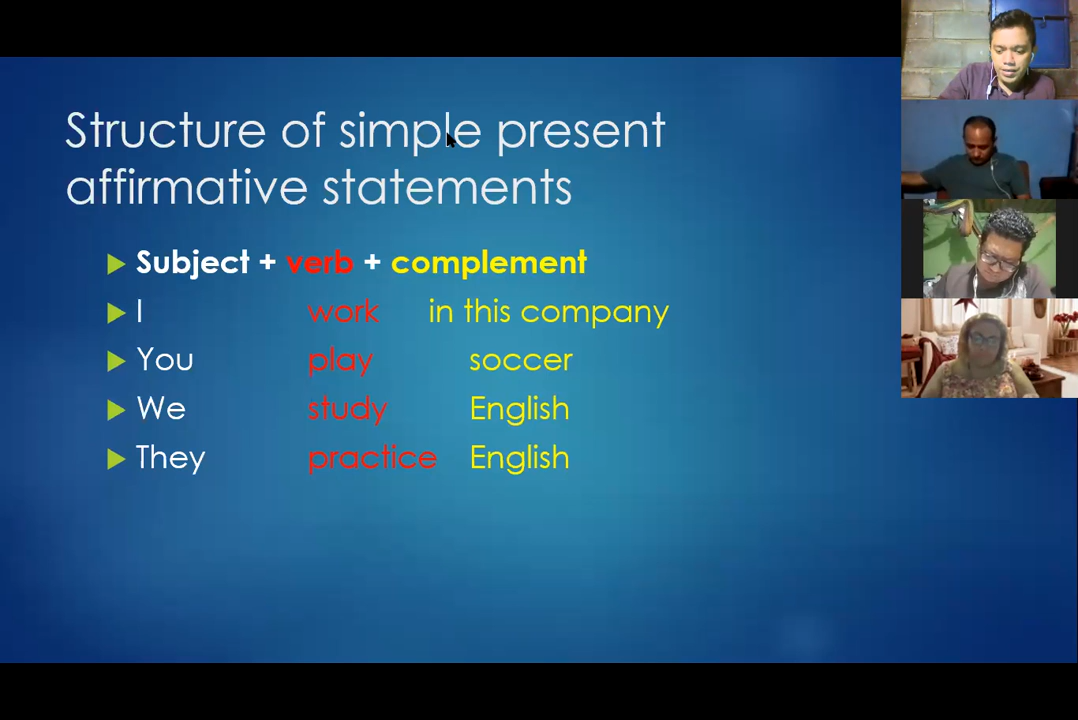 Structure of simple present
affirmative statements
Subject + verb + complement
I work in this company
You play soccer
We study English
They practice English